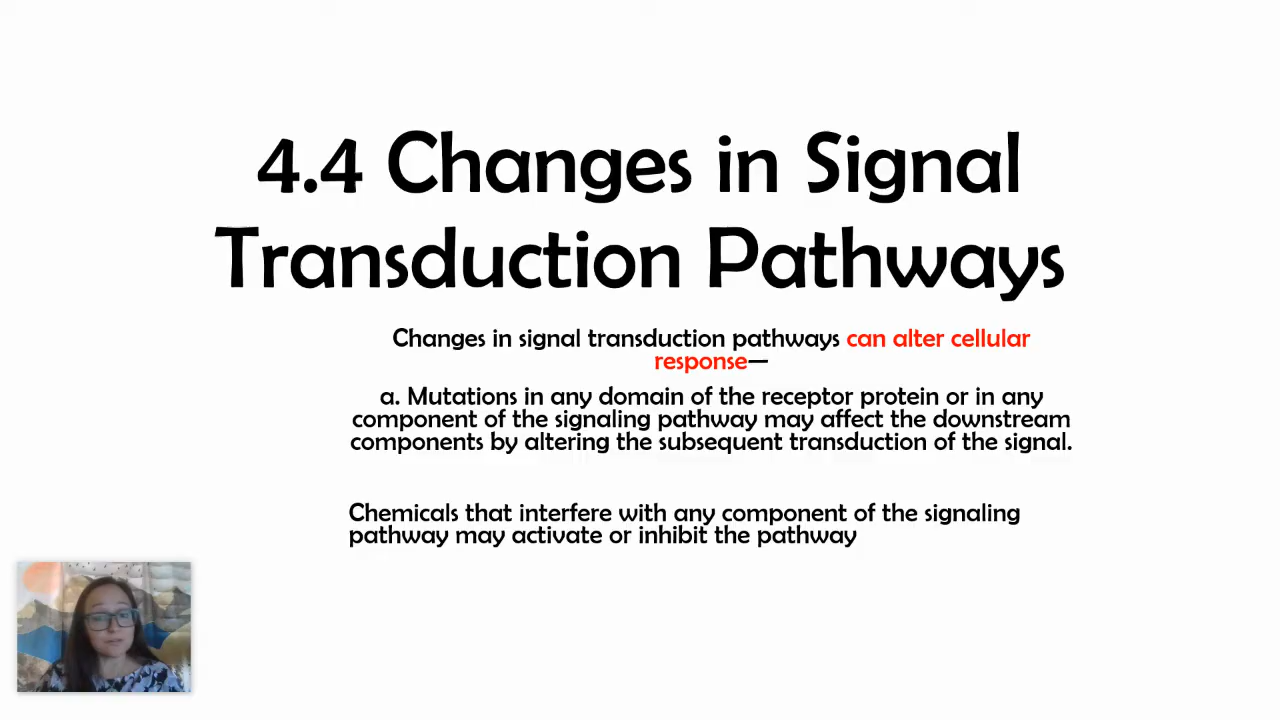 4.4 Changes in Signal
Transduction Pathways
Changes in signal transduction pathways can alter cellular
response—
a. Mutations in any domain of the receptor protein or in any
component of the signaling pathway may affect the downstream
components by altering the subsequent transduction of the signal.
Chemicals that interfere with any component of the signaling
pathway may activate or inhibit the pathway